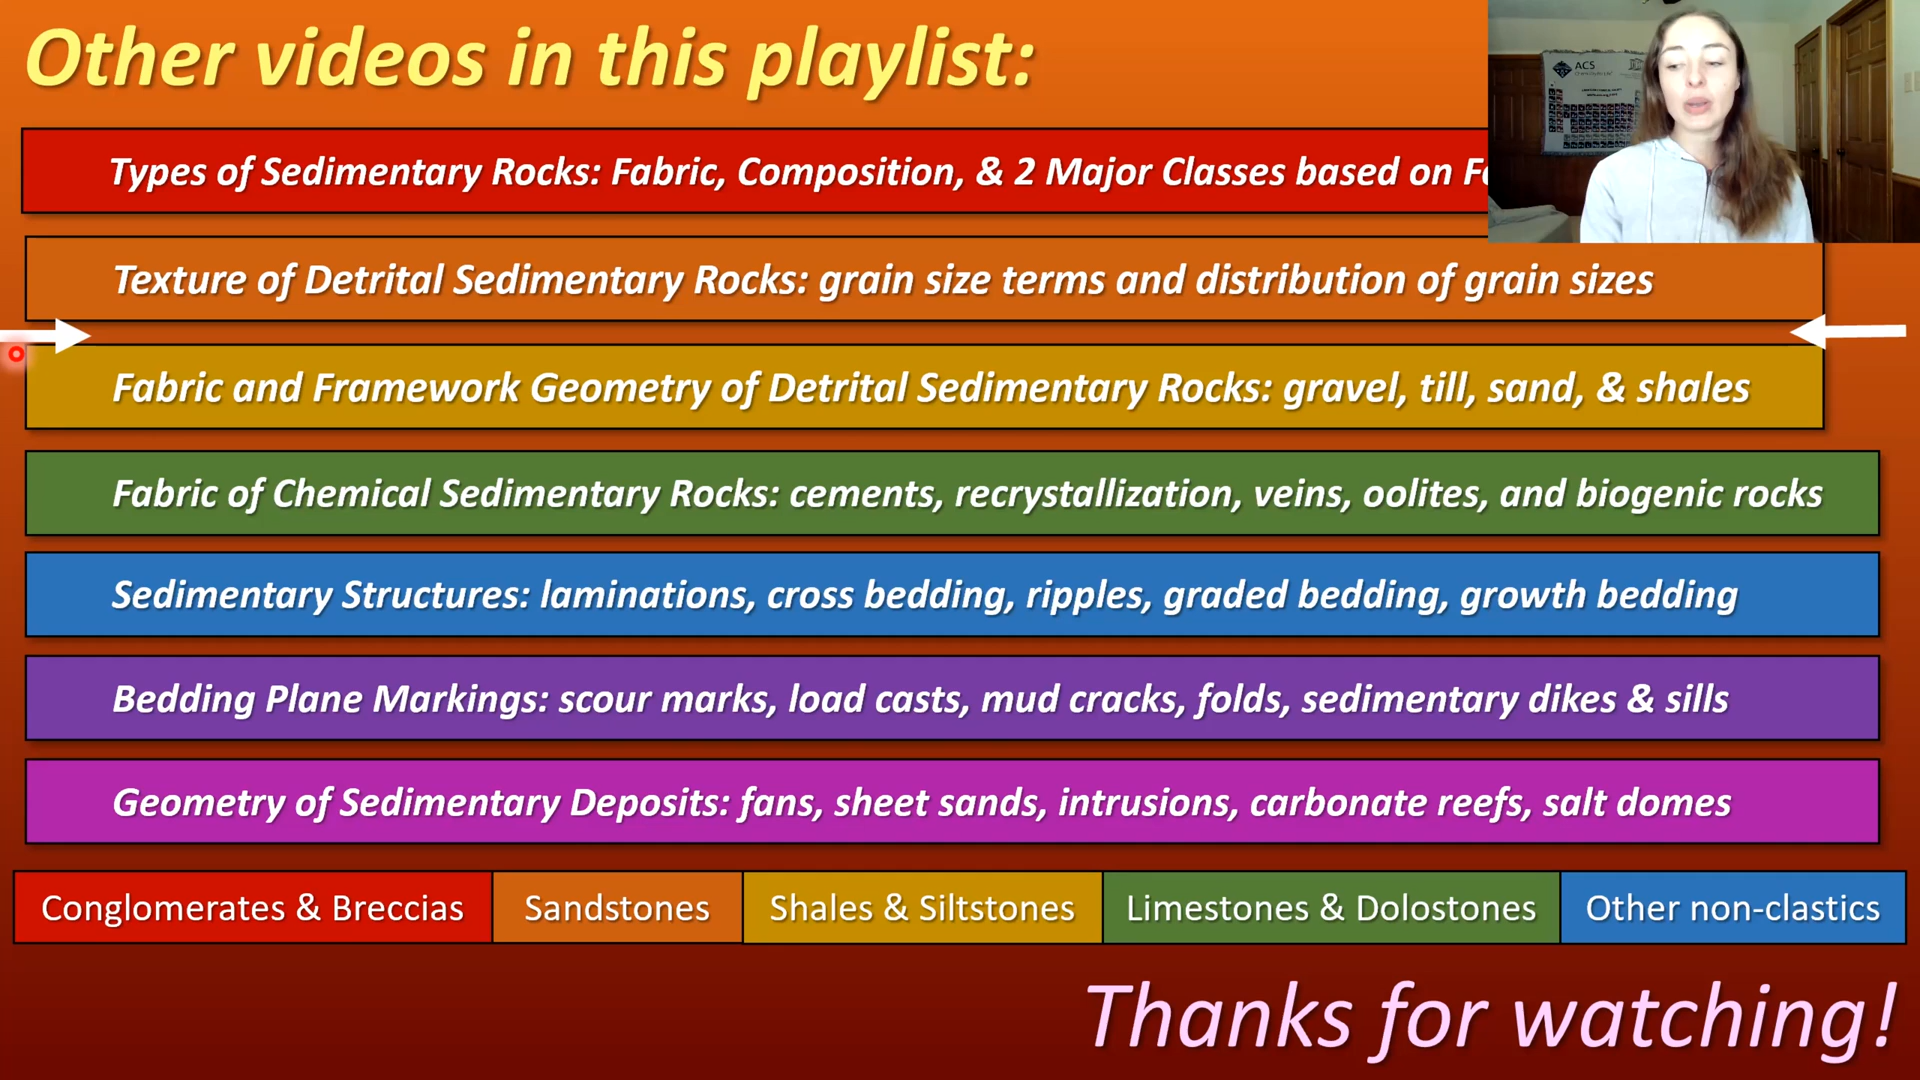 Other videos in this playlist:
ACS
Types of Sedimentary Rocks: Fabric, Composition, & 2 Major Classes based on
Texture of Detrital Sedimentary Rocks: grain size terms and distribution of grain sizes
Fabric and Framework Geometry of Detrital Sedimentary Rocks: gravel, till, sand, & shales
Fabric of Chemical Sedimentary Rocks: cements, recrystallization, veins, oolites, and biogenic rocks
Sedimentary Structures: laminations, cross bedding, ripples, graded bedding, growth bedding
Bedding Plane Markings: scour marks, load casts, mud cracks, folds, sedimentary dikes & sills
Geometry of Sedimentary Deposits: fans, sheet sands, intrusions, carbonate reefs, salt domes
Conglomerates & Breccias
Sandstones
Shales & Siltstones
Limestones & Dolostones
Other non-clastics
Thanks for watching!